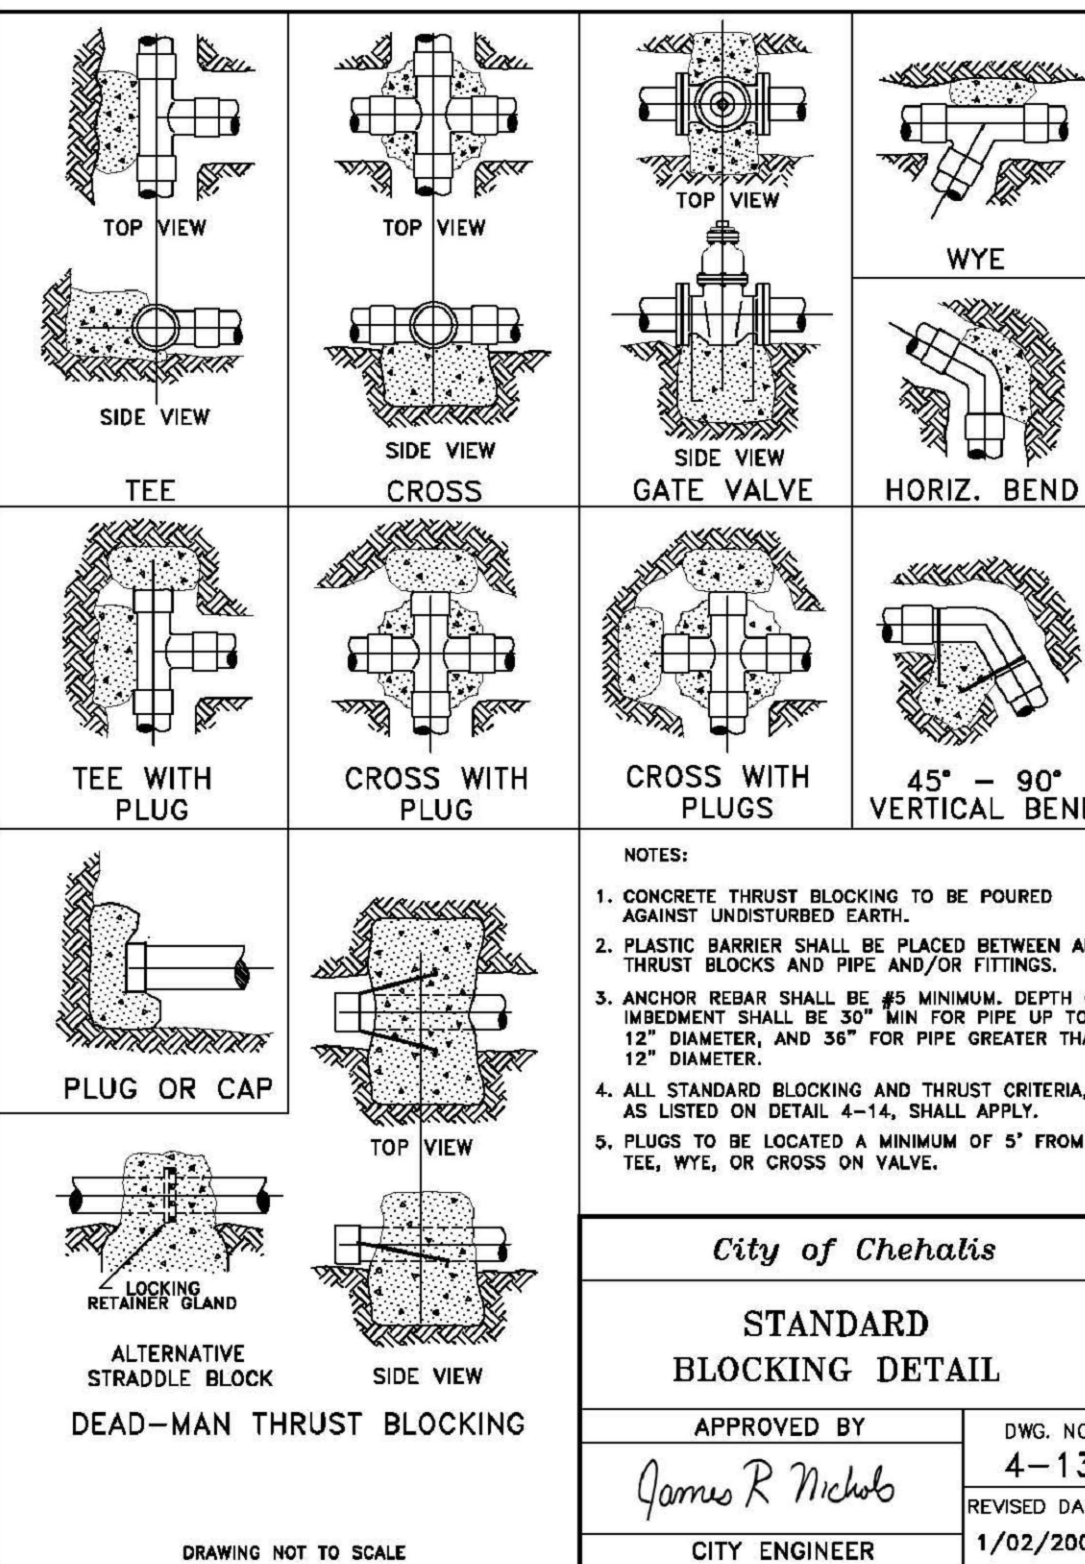 TOP VIEW
SIDE VIEW
TEE
TOP VIEW
SIDE VIEW
CROSS
TOP VIEW
SIDE VIEW
GATE VALVE
WYE
HORIZ. BEND
TEE WITH
PLUG
CROSS WITH
PLUG
CROSS WITH
PLUGS
45° – 90°
VERTICAL
PLUG OR CAP
TOP VIEW
SIDE VIEW
LOCKING
RETAINER GLAND
ALTERNATIVE
STRADDLE BLOCK
DEAD-MAN THRUST BLOCKING
DRAWING NOT TO SCALE
NOTES:
1. CONCRETE THRUST BLOCKING TO BE POURED
AGAINST UNDISTURBED EARTH.
2. PLASTIC BARRIER SHALL BE PLACED BETWEEN
THRUST BLOCKS AND PIPE AND/OR FITTINGS.
3. ANCHOR REBAR SHALL BE #5 MINIMUM. DEPTH
IMBEDMENT SHALL BE 30" MIN FOR PIPE UP TO
12" DIAMETER, AND 36" FOR PIPE GREATER
12" DIAMETER.
4. ALL STANDARD BLOCKING AND THRUST CRITERIA,
AS LISTED ON DETAIL 4-14, SHALL APPLY.
5. PLUGS TO BE LOCATED A MINIMUM OF 5' FROM
TEE, WYE, OR CROSS ON VALVE.
City of Chehalis
STANDARD
BLOCKING DETAIL
APPROVED BY
James R Nichols
CITY ENGINEER
DWG. NO
4-13
REVISED
1/02/200